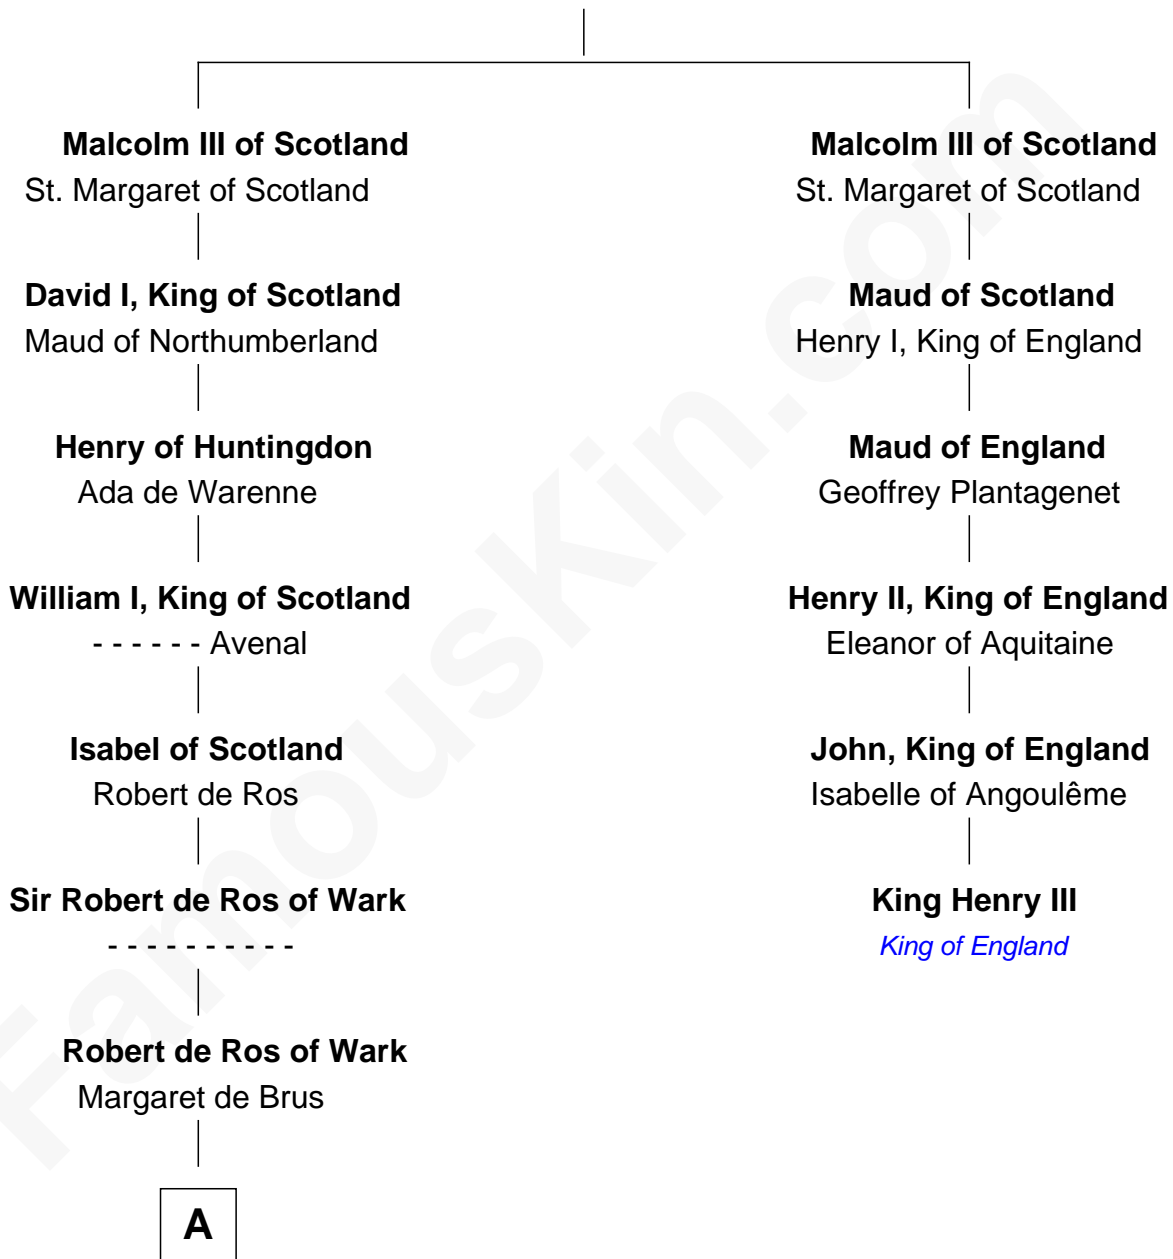 Malcolm III of Scotland
St. Margaret of Scotland
David I, King of Scotland
Maud of Northumberland
Henry of Huntingdon
Ada de Warenne
William I, King of Scotland
- - - - - - Avenal
Isabel of Scotland
Robert de Ros
Sir Robert de Ros of Wark
- - - - - - - - - -
Robert de Ros of Wark
Margaret de Brus
A
Malcolm III of Scotland
St. Margaret of Scotland
Maud of Scotland
Henry I, King of England
Maud of England
Geoffrey Plantagenet
Henry II, King of England
Eleanor of Aquitaine
John, King of England
Isabelle of Angoulême
King Henry III
King of England
FamousKin.com